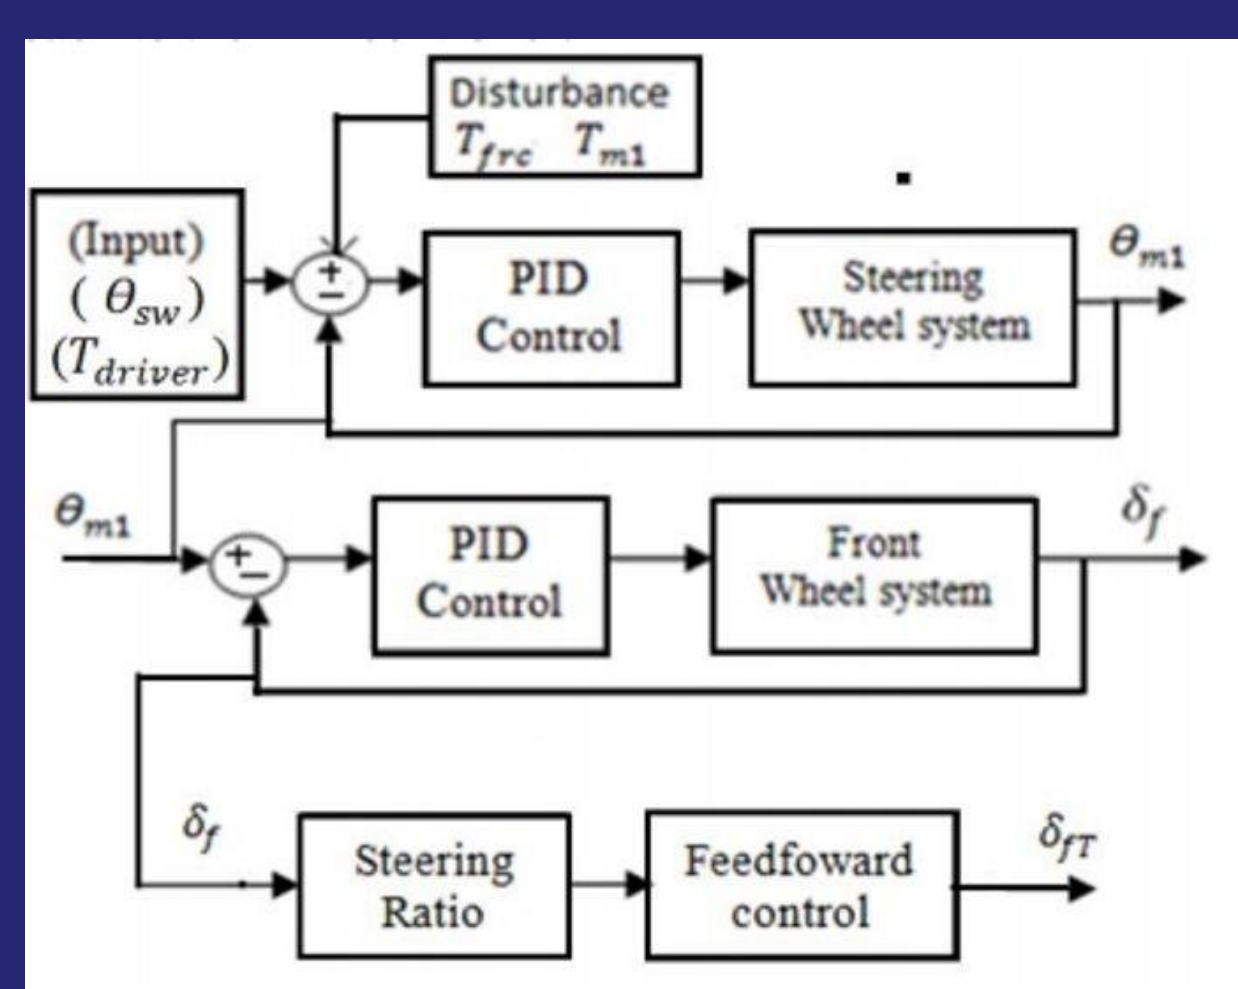 Disturbance
T_frc T_m1
(Input)
( θ_sw )
(T_driver)
+
−
PID
Control
Steering
Wheel system
θ_m1
θ_m1
+
−
PID
Control
Front
Wheel system
δ_f
δ_f
Steering
Ratio
Feedfoward
control
δ_fT